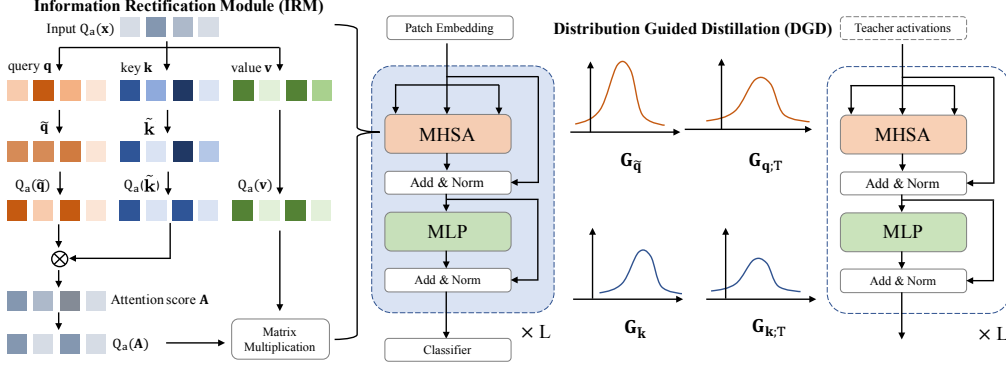 Information Rectification Module (IRM)
Input Qa(x)
query q
key k
value v
q̃
k̃
Qa(q̃)
Qa(k̃)
Qa(v)
Attention score A
Qa(A)
Matrix
Multiplication
Patch Embedding
MHSA
Add & Norm
MLP
Add & Norm
× L
Classifier
Distribution Guided Distillation (DGD)
Gq̃
Gq;T
Gk̃
Gk;T
Teacher activations
MHSA
Add & Norm
MLP
Add & Norm
× L